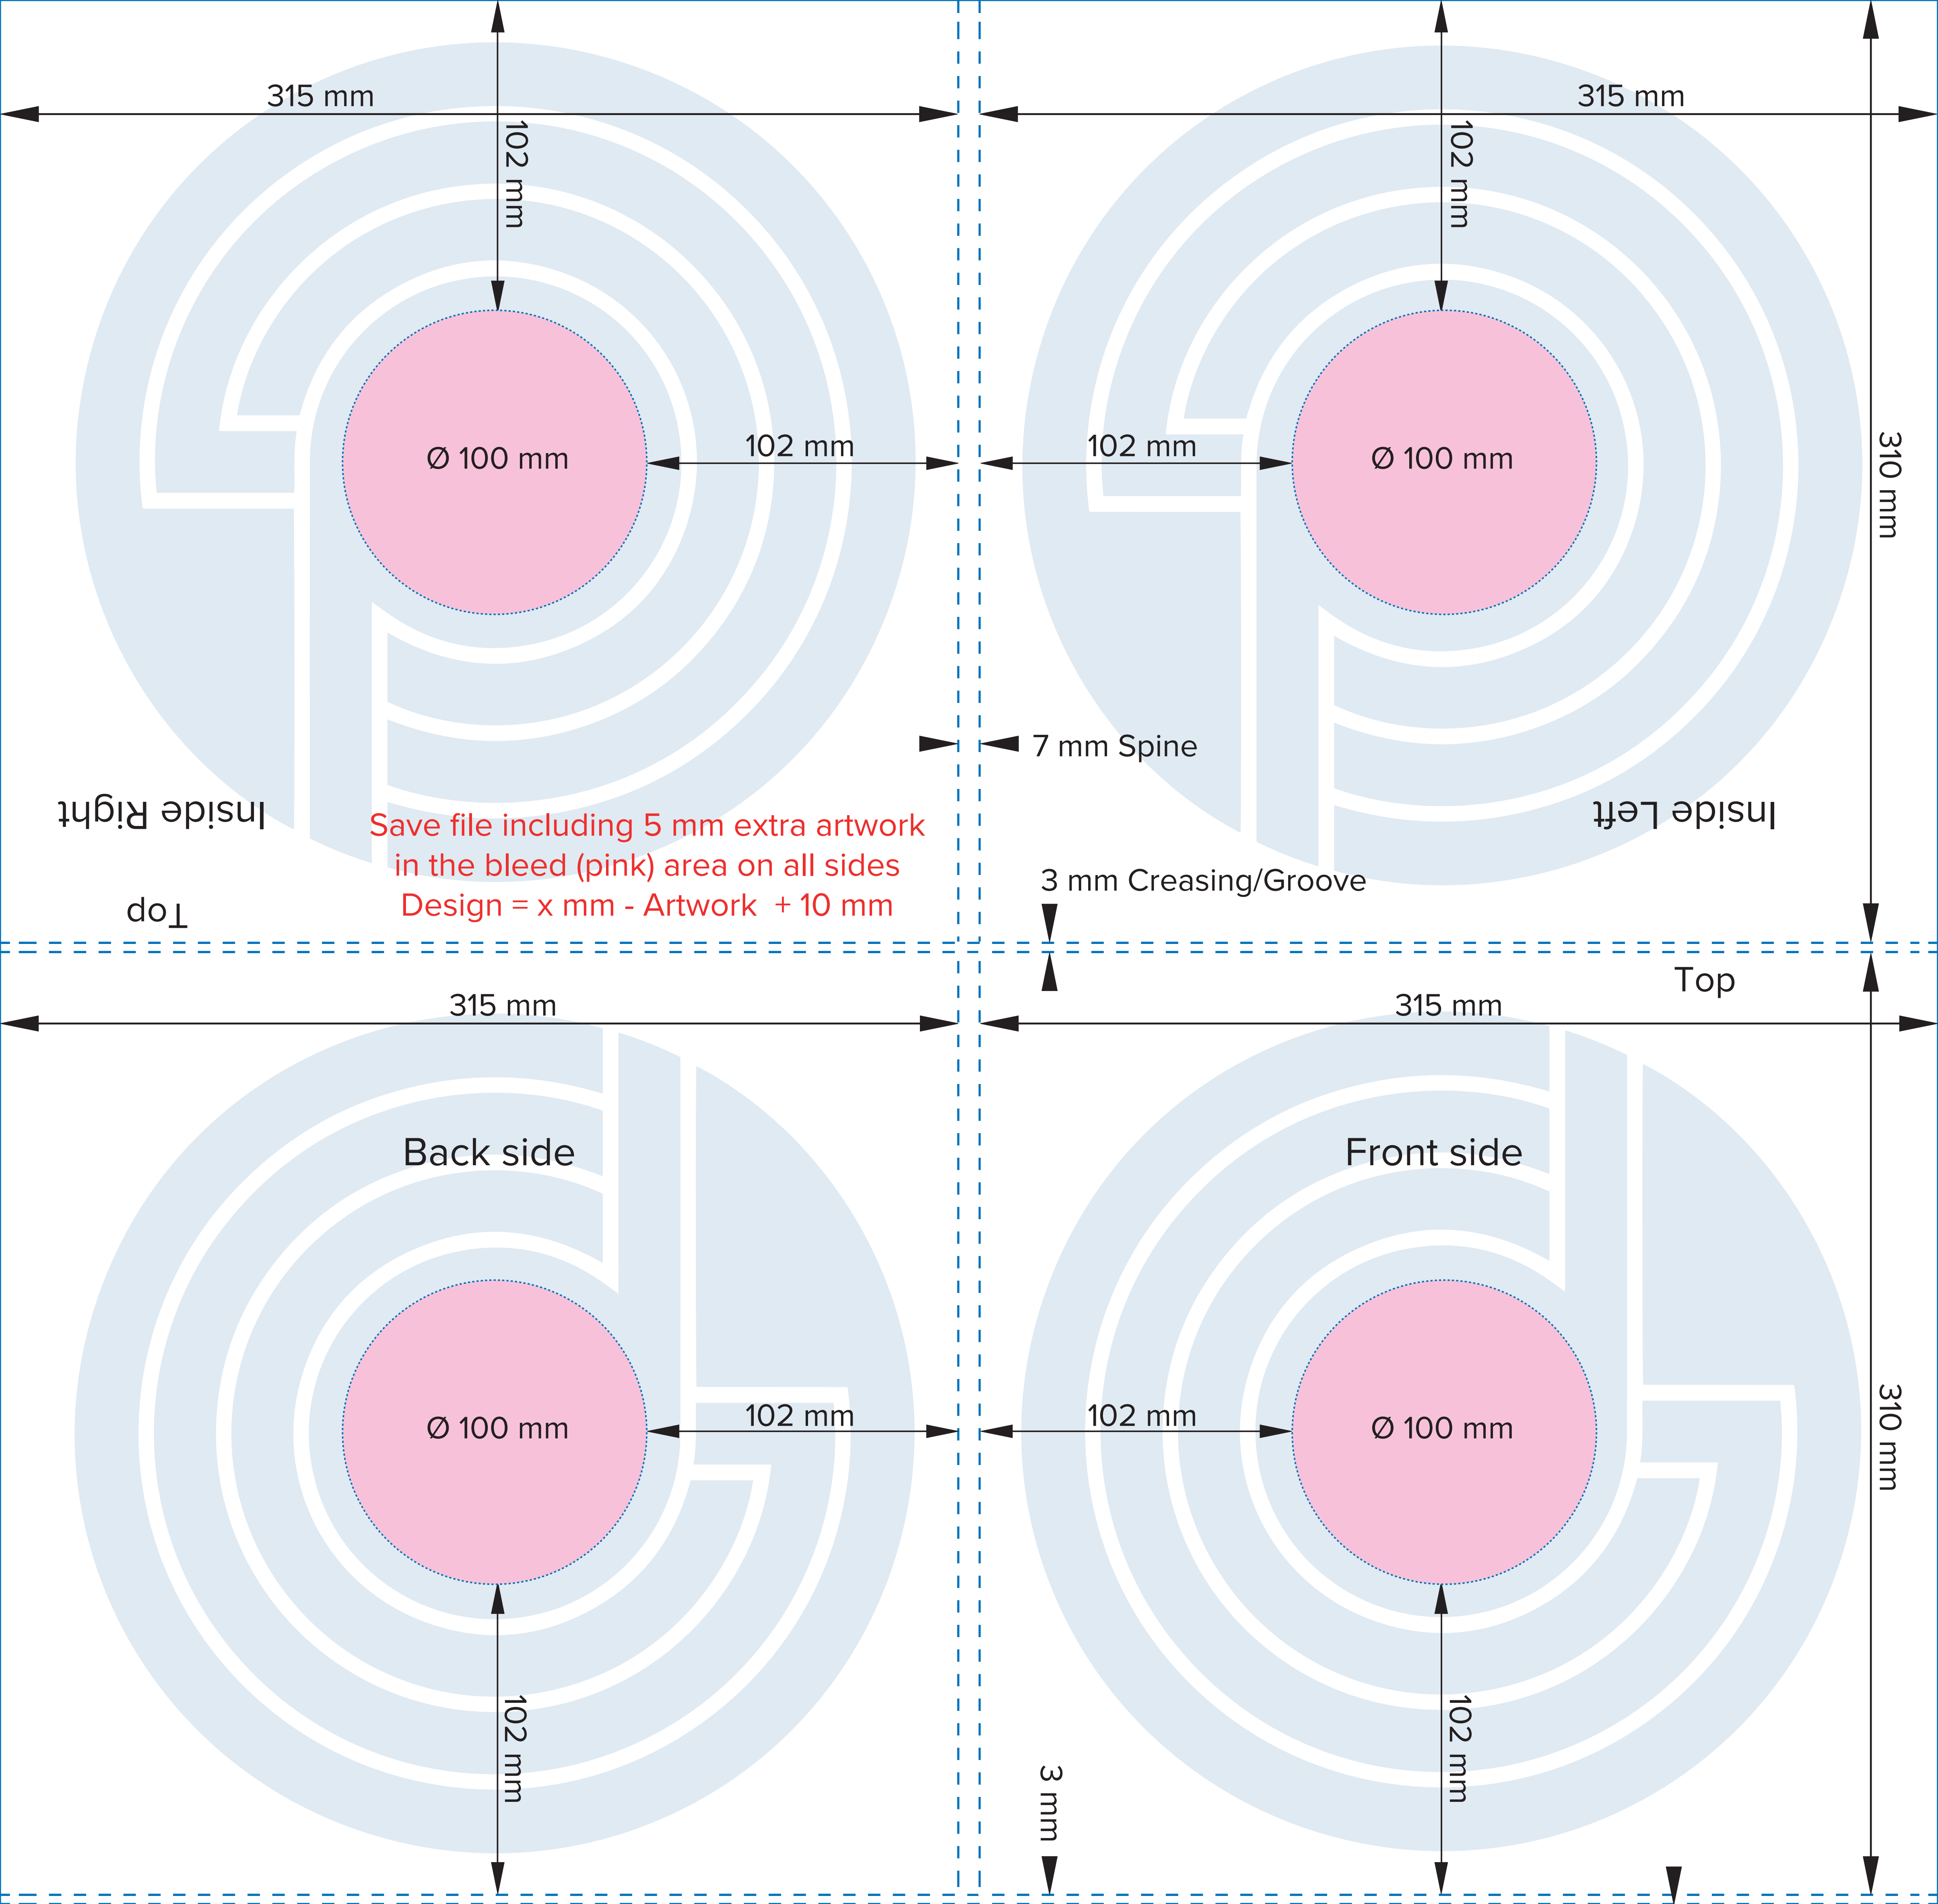 315 mm
315 mm
102 mm
102 mm
Ø 100 mm
102 mm
102 mm
Ø 100 mm
310 mm
7 mm Spine
Inside Right
Inside Left
Save file including 5 mm extra artwork
in the bleed (pink) area on all sides
Design = x mm - Artwork + 10 mm
3 mm Creasing/Groove
Top
Top
315 mm
315 mm
Back side
Front side
Ø 100 mm
102 mm
102 mm
Ø 100 mm
310 mm
102 mm
102 mm
3 mm